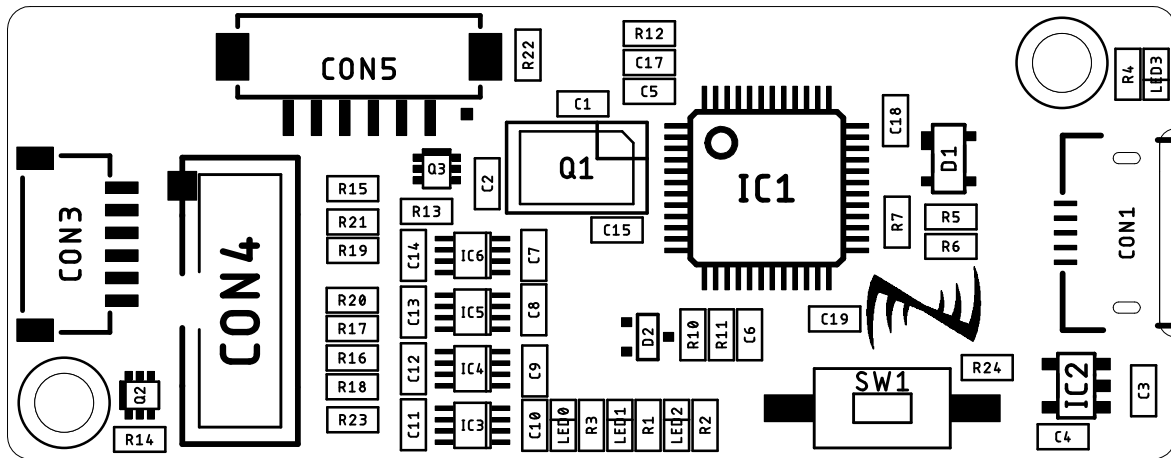 R12
R22
C17
CON5
R4
LED3
C5
C1
C18
D1
Q3
Q1
C2
R15
IC1
R13
R21
R7
R5
C15
CON3
R19
C14
IC6
C7
R6
CON1
CON4
R20
C13
IC5
C8
C19
R17
D2
R10
R11
C6
R16
C12
IC4
C9
R24
R18
SW1
IC2
C3
Q2
R23
C11
IC3
C10
LED0
R3
LED1
R1
LED2
R2
R14
C4